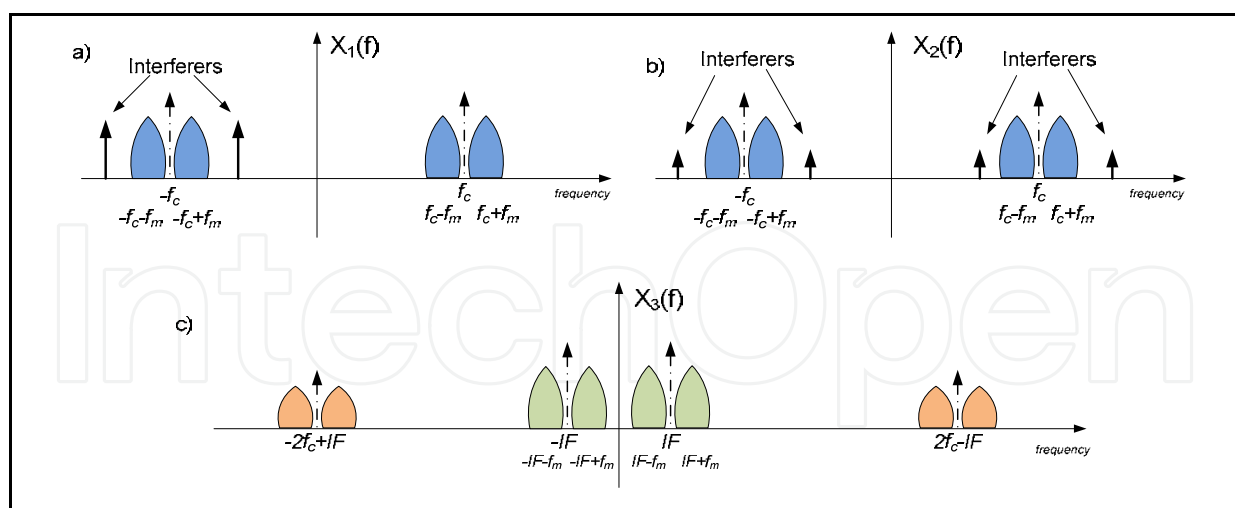 a)
X1(f)
Interferers
frequency
-fc
fc
-fc-fm, -fc+fm,
fc-fm, fc+fm,
b)
X2(f)
Interferers
Interferers
frequency
-fc
fc
-fc-fm, -fc+fm,
fc-fm, fc+fm,
IntechOpen
c)
X3(f)
-2fc+IF
-IF
IF
2fc-IF
frequency
-IF-fm -IF+fm
IF-fm IF+fm